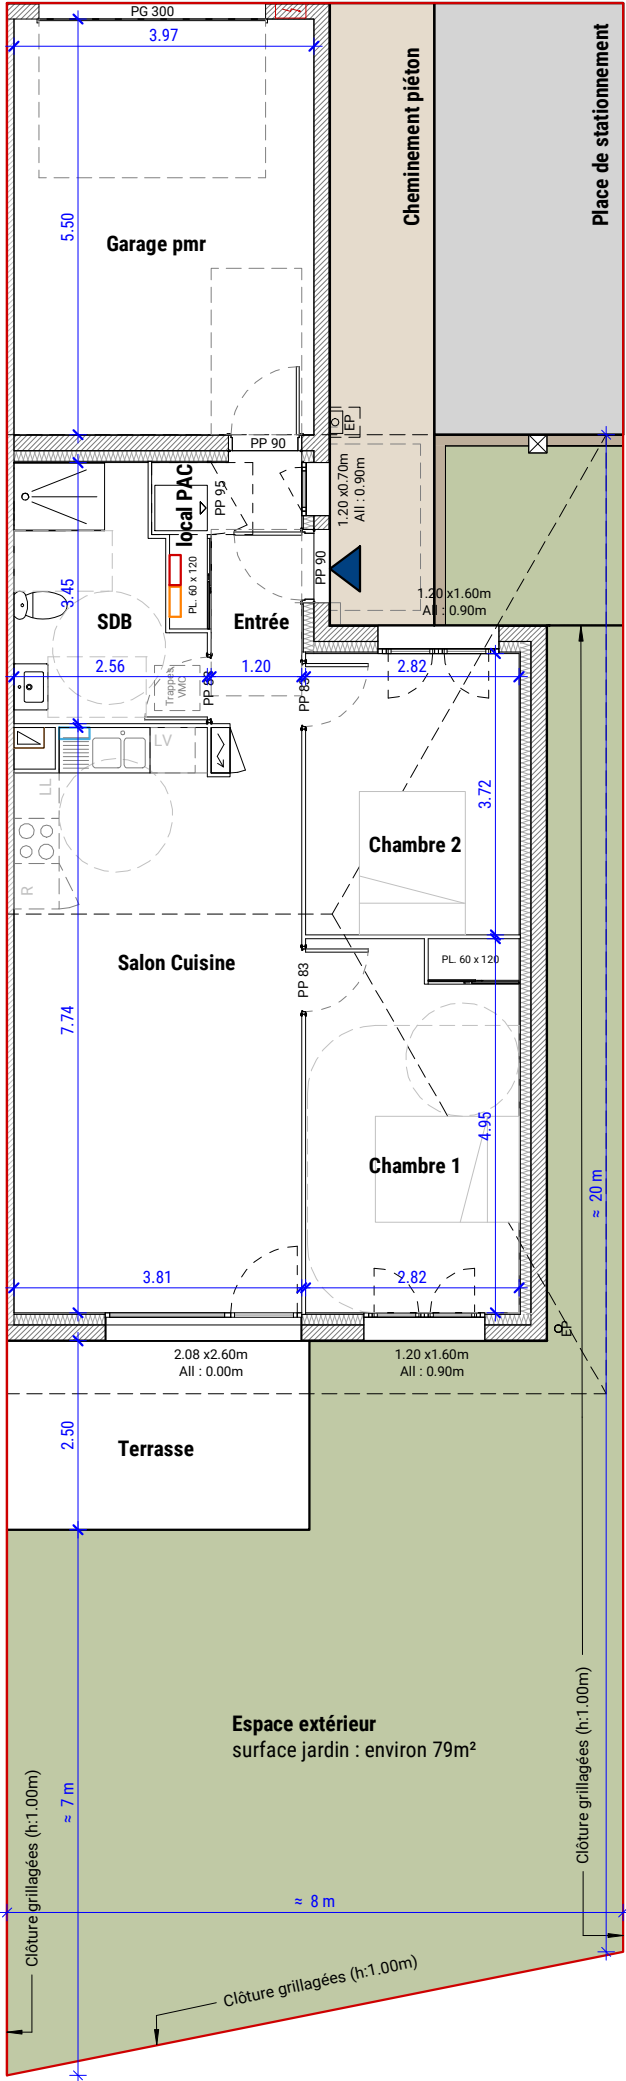 PG 300
3.97
Cheminement piéton
Place de stationnement
5.50
Garage pmr
EP
PP 90
1.20 x0.70m
All : 0.90m
local PAC
PP 95
PL. 60 x 120
PP 90
3.45
SDB
Entrée
1.20 x1.60m
All : 0.90m
2.56
1.20
2.82
Trappes
VMC
PP 83
PP 83
LV
LL
3.72
R
Chambre 2
Salon Cuisine
PL. 60 x 120
PP 83
7.74
4.95
Chambre 1
≈ 20 m
3.81
2.82
EP
2.08 x2.60m
All : 0.00m
1.20 x1.60m
All : 0.90m
2.50
Terrasse
Espace extérieur
surface jardin : environ 79m²
Clôture grillagées (h:1.00m)
≈ 7 m
Clôture grillagées (h:1.00m)
≈ 8 m
Clôture grillagées (h:1.00m)